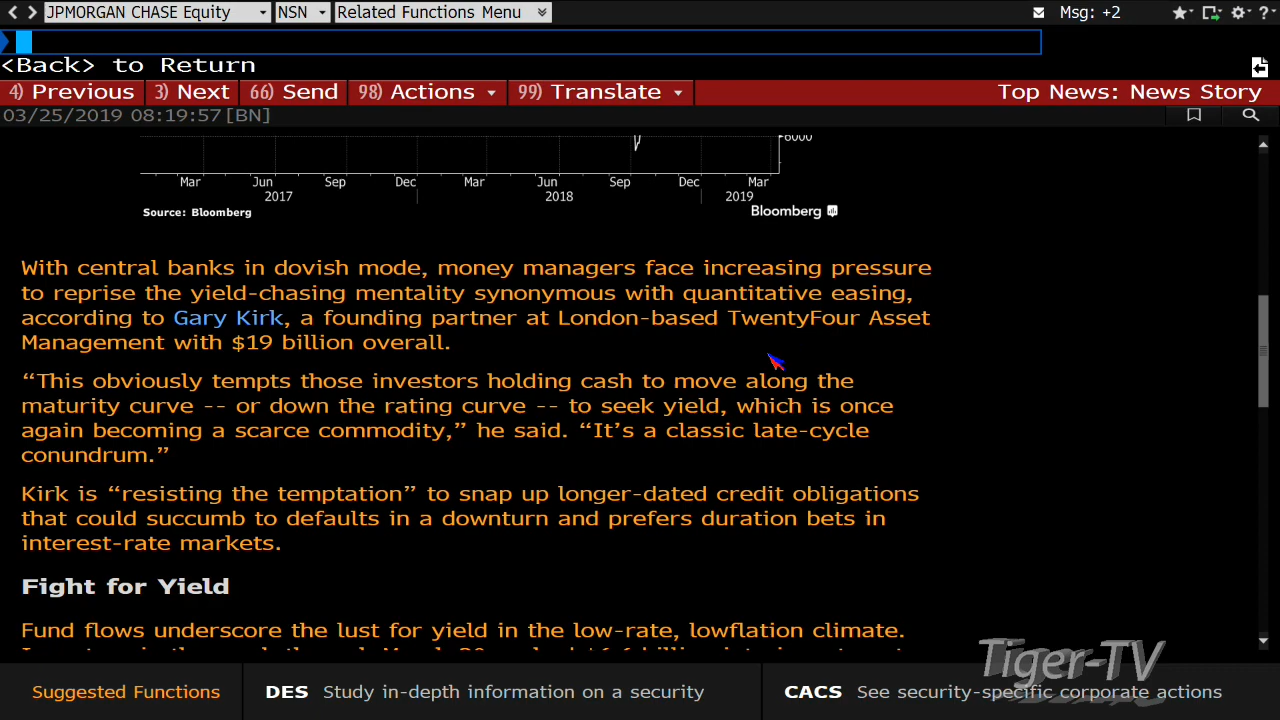 JPMORGAN CHASE Equity NSN Related Functions Menu Msg: +2
<Back> to Return
4) Previous 3) Next 66) Send 98) Actions 99) Translate Top News: News Story
03/25/2019 08:19:57[BN]
6000
Mar Jun Sep Dec Mar Jun Sep Dec Mar
2017 2018 2019
Source: Bloomberg Bloomberg
With central banks in dovish mode, money managers face increasing pressure
to reprise the yield-chasing mentality synonymous with quantitative easing,
according to Gary Kirk, a founding partner at London-based TwentyFour Asset
Management with $19 billion overall.
“This obviously tempts those investors holding cash to move along the
maturity curve -- or down the rating curve -- to seek yield, which is once
again becoming a scarce commodity,” he said. “It’s a classic late-cycle
conundrum.”
Kirk is “resisting the temptation” to snap up longer-dated credit obligations
that could succumb to defaults in a downturn and prefers duration bets in
interest-rate markets.
Fight for Yield
Fund flows underscore the lust for yield in the low-rate, lowflation climate.
Tiger-TV
Suggested Functions DES Study in-depth information on a security CACS See security-specific corporate actions